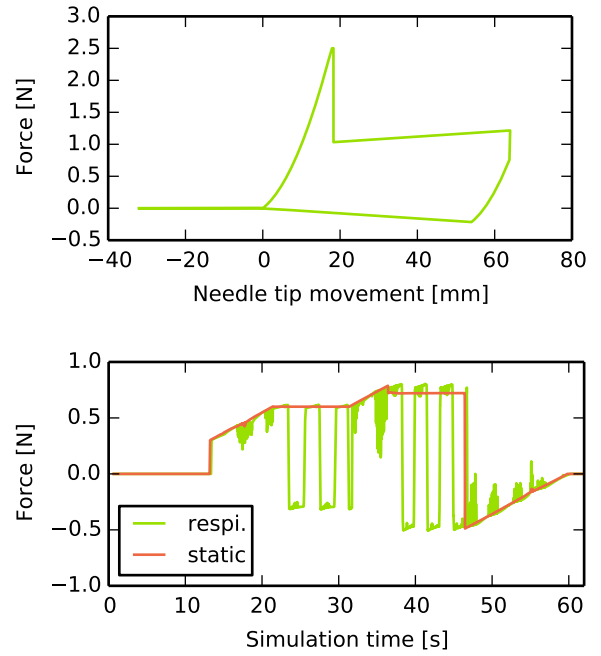 Force [N]
3.0
2.5
2.0
1.5
1.0
0.5
0.0
−0.5
−40 −20 0 20 40 60 80
Needle tip movement [mm]
Force [N]
1.0
0.5
0.0
−0.5
−1.0
respi.
static
0 10 20 30 40 50 60
Simulation time [s]